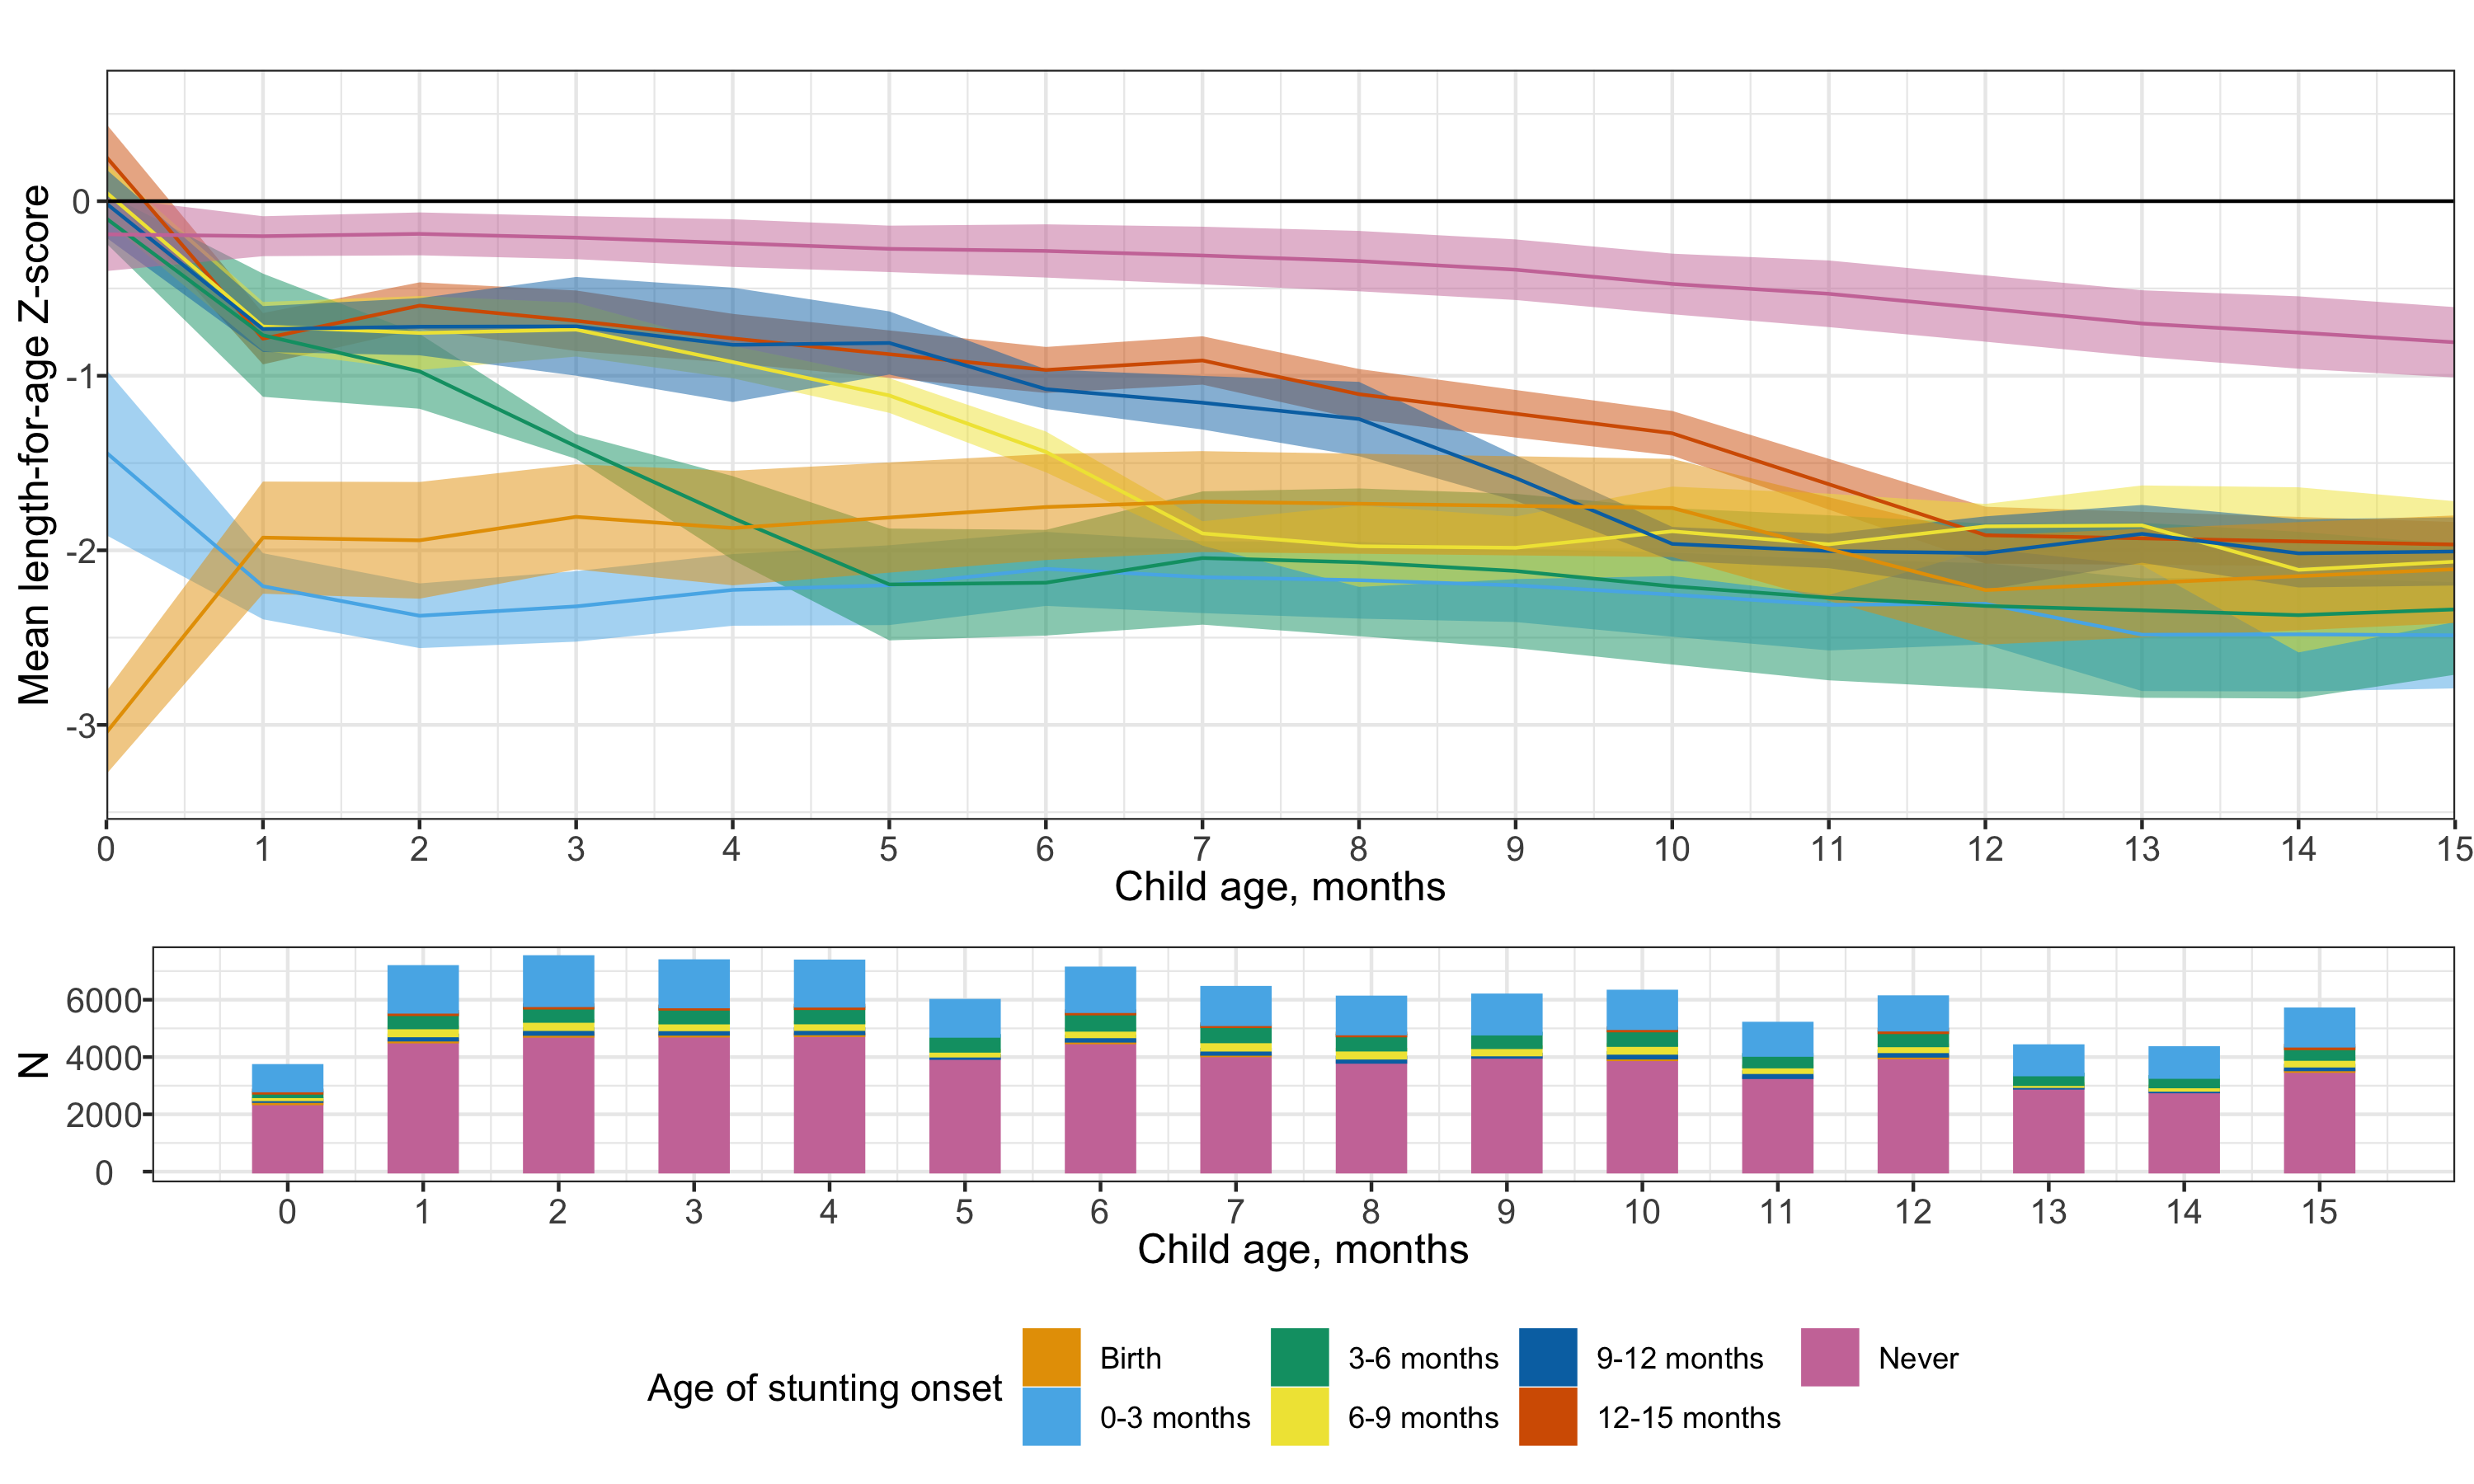 Mean length-for-age Z-score
0
-1
-2
-3
0 1 2 3 4 5 6 7 8 9 10 11 12 13 14 15
Child age, months
N
6000
4000
2000
0
0 1 2 3 4 5 6 7 8 9 10 11 12 13 14 15
Child age, months
Age of stunting onset
Birth 3-6 months 9-12 months Never
0-3 months 6-9 months 12-15 months